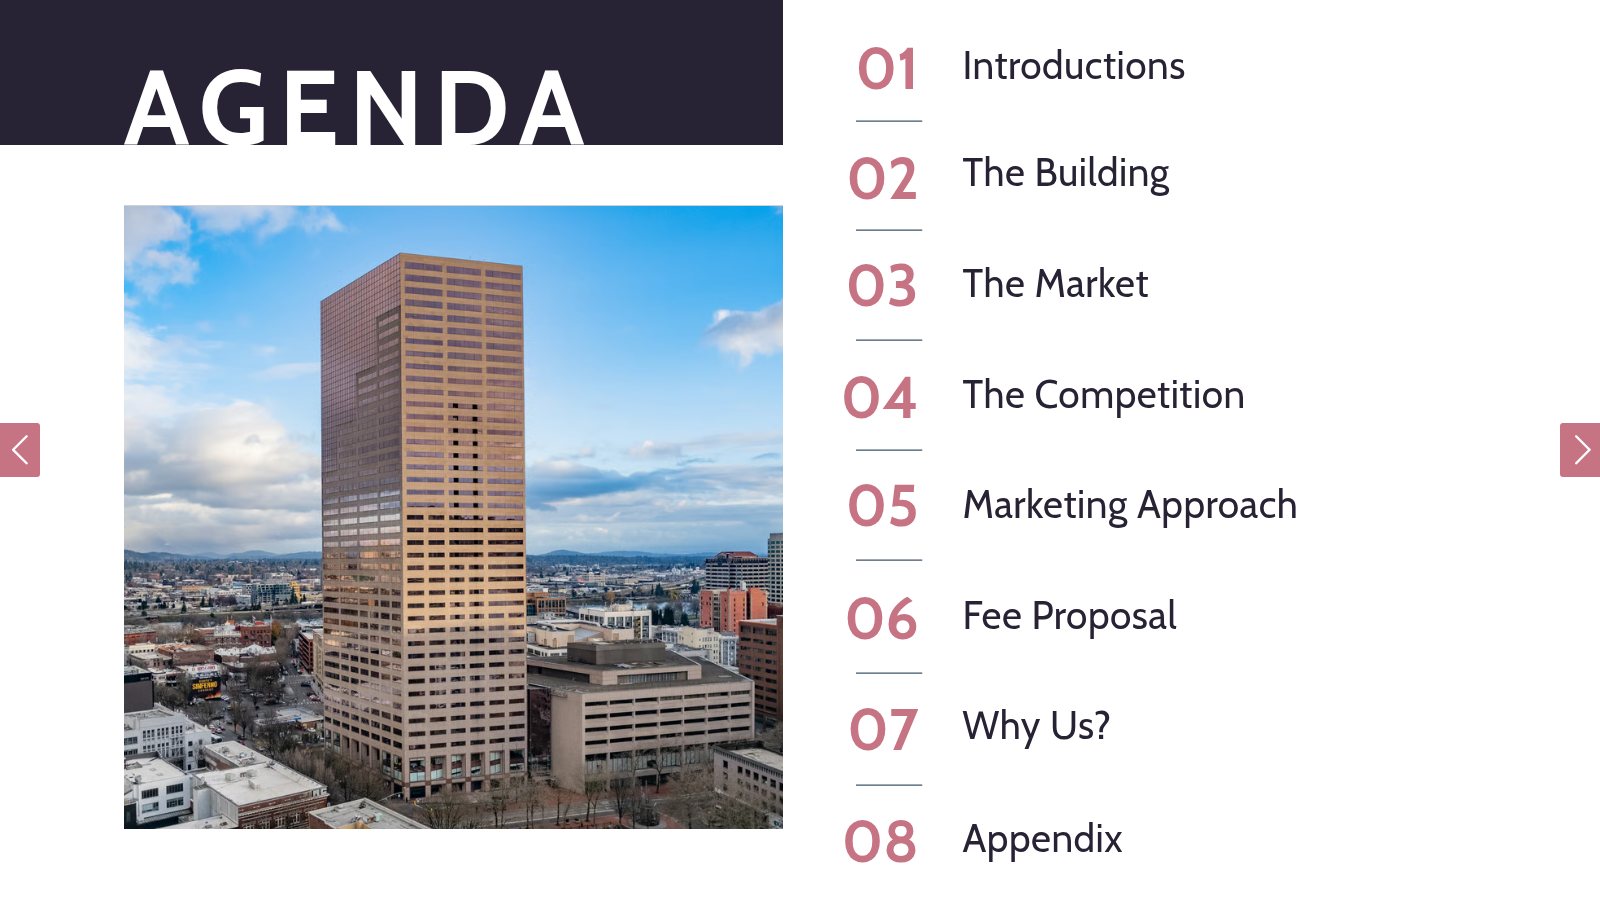 AGENDA
01 Introductions
02 The Building
03 The Market
04 The Competition
05 Marketing Approach
06 Fee Proposal
07 Why Us?
08 Appendix